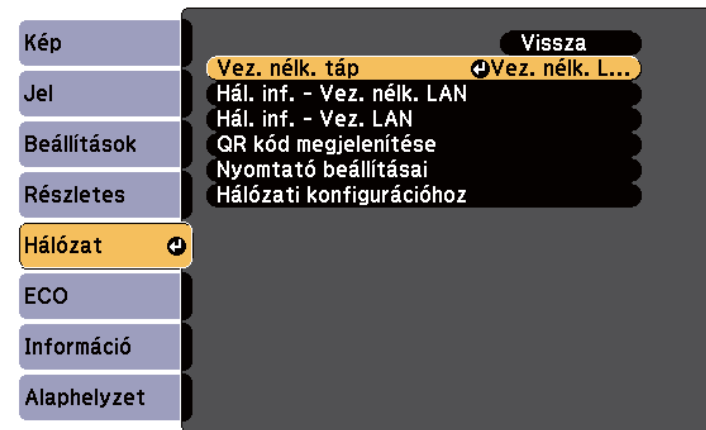 Kép
Jel
Beállítások
Részletes
Hálózat
ECO
Információ
Alaphelyzet
Vissza
Vez. nélk. táp Vez. nélk. L...
Hál. inf. - Vez. nélk. LAN
Hál. inf. - Vez. LAN
QR kód megjelenítése
Nyomtató beállításai
Hálózati konfigurációhoz